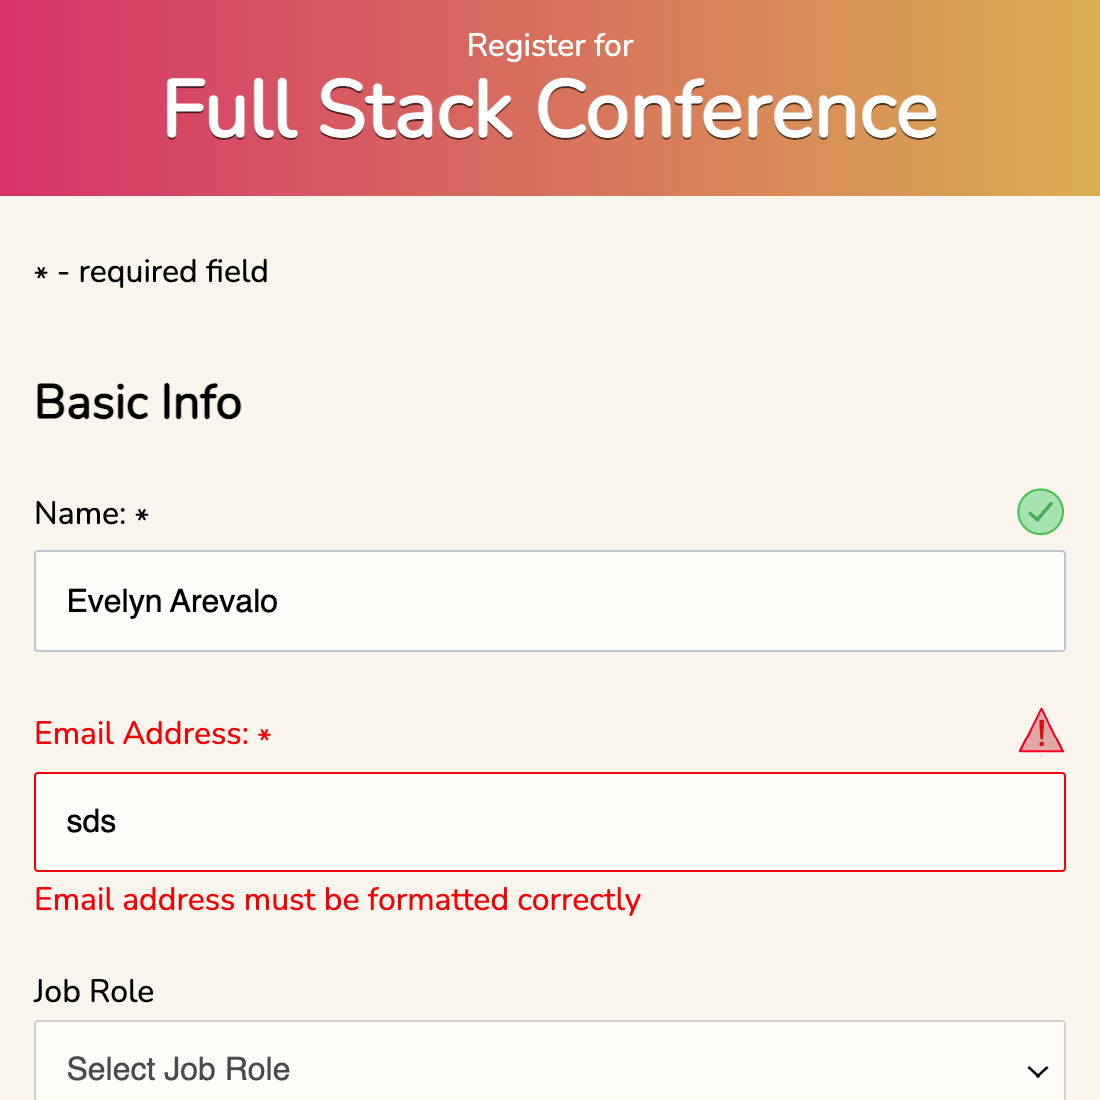 Register for
Full Stack Conference
* - required field
Basic Info
Name: *
Evelyn Arevalo
Email Address: *
!
sds
Email address must be formatted correctly
Job Role
Select Job Role